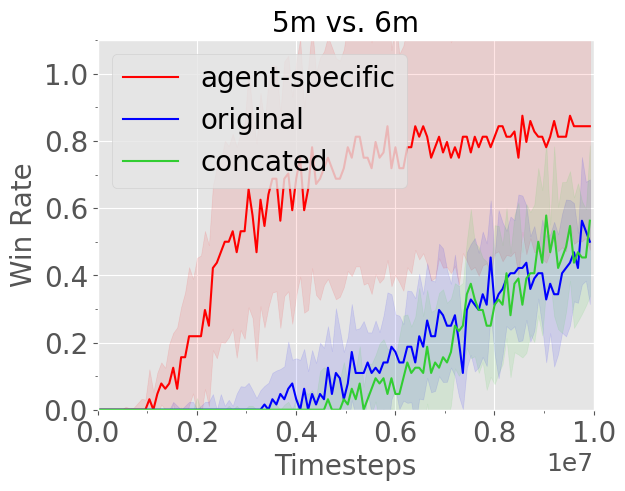 5m vs. 6m
agent-specific
original
concated
Win Rate
1.0
0.8
0.6
0.4
0.2
0.0
0.0 0.2 0.4 0.6 0.8 1.0
Timesteps
1e7